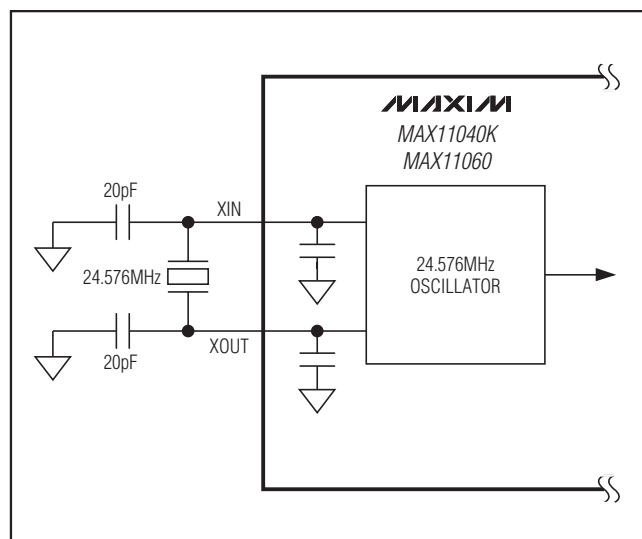 MAXIM
MAX11040K
MAX11060
20pF
XIN
24.576MHz
24.576MHz
OSCILLATOR
XOUT
20pF